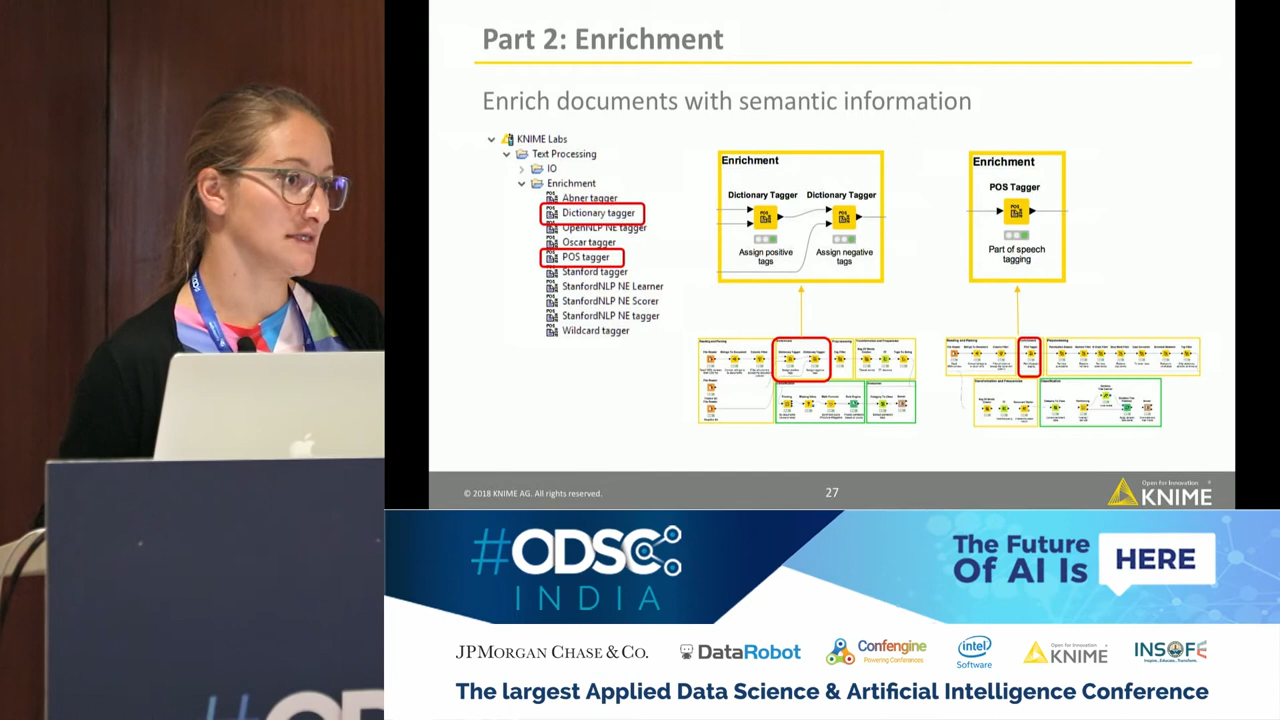 Part 2: Enrichment
Enrich documents with semantic information
KNIME Labs
Text Processing
IO
Enrichment
Abner tagger
Dictionary tagger
OpenNLP NE tagger
Oscar tagger
POS tagger
Stanford tagger
StanfordNLP NE Learner
StanfordNLP NE Scorer
StanfordNLP NE tagger
Wildcard tagger
Enrichment
Dictionary Tagger Dictionary Tagger
Assign positive tags
Assign negative tags
Enrichment
POS Tagger
Part of speech
tagging
© 2018 KNIME AG. All rights reserved.
27
Open for Innovation
KNIME
#ODSC
INDIA
The Future
Of AI Is
HERE
JPMORGAN CHASE & CO.
DataRobot
Confengine
Powering Conferences
intel
Software
Open for Innovation
KNIME
INSOFE
Inspire...Educate...Transform.
The largest Applied Data Science & Artificial Intelligence Conference
#ODSC